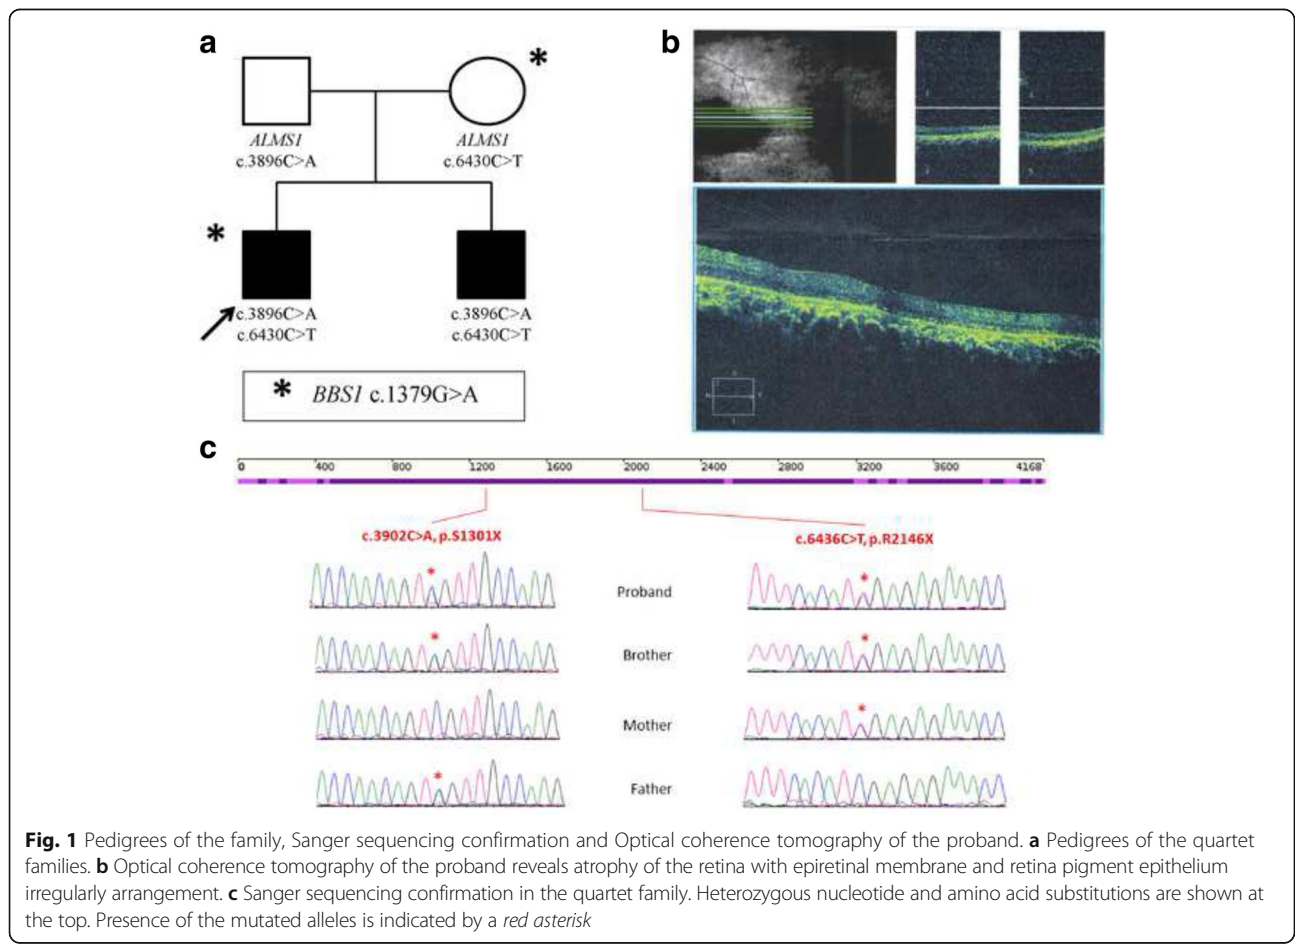 a
b
*
ALMS1
c.3896C>A
ALMS1
c.6430C>T
*
c.3896C>A
c.6430C>T
c.3896C>A
c.6430C>T
* BBS1 c.1379G>A
c
0 400 800 1200 1600 2000 2400 2800 3200 3600 4168
c.3902C>A, p.S1301X
c.6436C>T, p.R2146X
* *
Proband
* *
Brother
*
Mother
*
Father
Fig. 1 Pedigrees of the family, Sanger sequencing confirmation and Optical coherence tomography of the proband. a Pedigrees of the quartet
families. b Optical coherence tomography of the proband reveals atrophy of the retina with epiretinal membrane and retina pigment epithelium
irregularly arrangement. c Sanger sequencing confirmation in the quartet family. Heterozygous nucleotide and amino acid substitutions are shown at
the top. Presence of the mutated alleles is indicated by a red asterisk